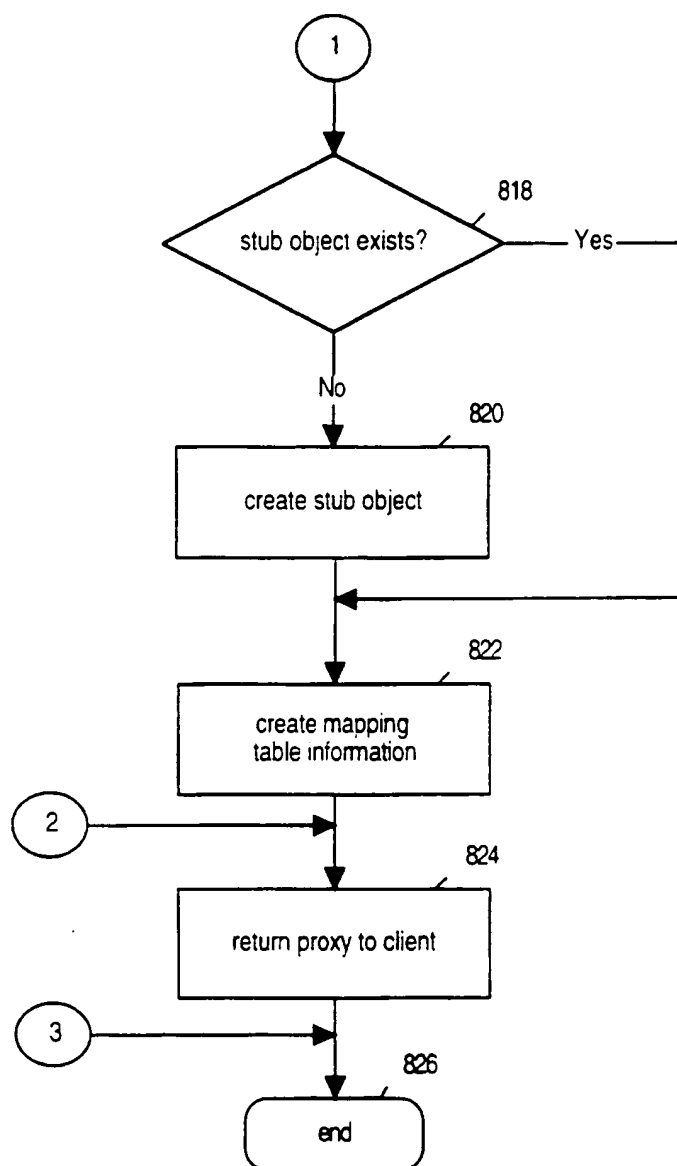 1
818
stub object exists?
Yes
No
820
create stub object
822
create mapping
table information
2
824
return proxy to client
3
826
end